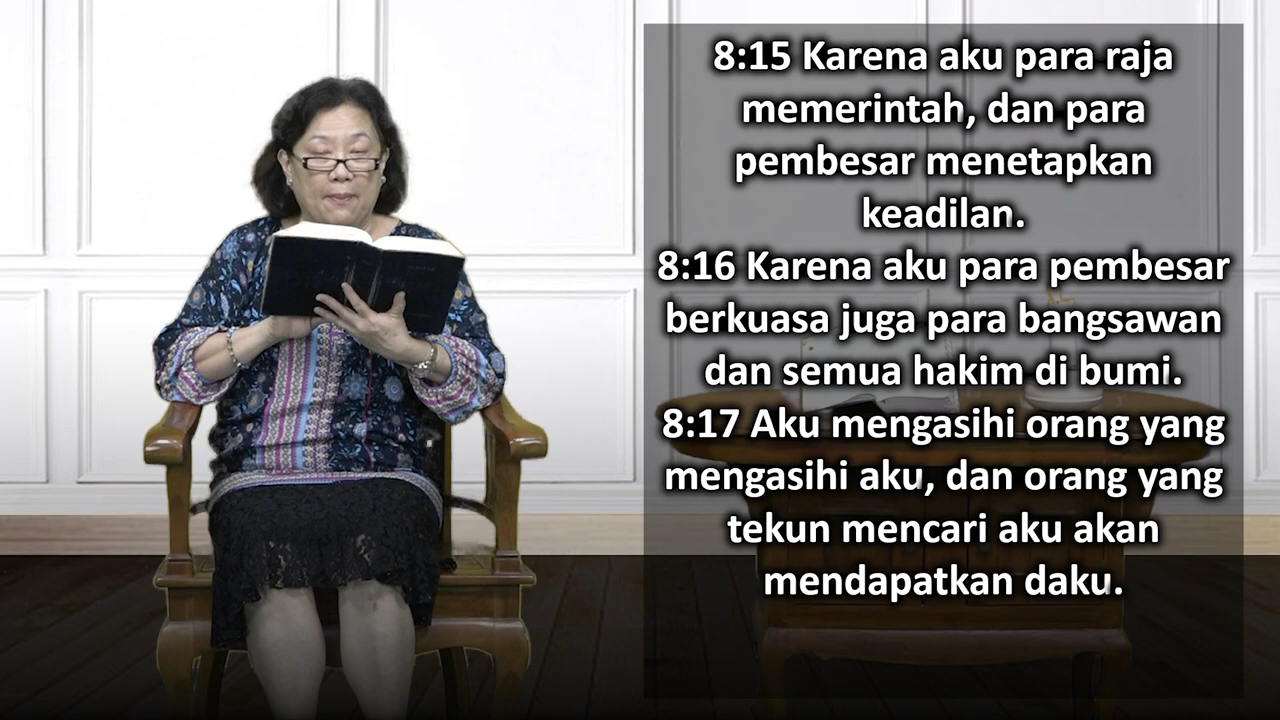 8:15 Karena aku para raja
memerintah, dan para
pembesar menetapkan
keadilan.
8:16 Karena aku para pembesar
berkuasa juga para bangsawan
dan semua hakim di bumi.
8:17 Aku mengasihi orang yang
mengasihi aku, dan orang yang
tekun mencari aku akan
mendapatkan daku.